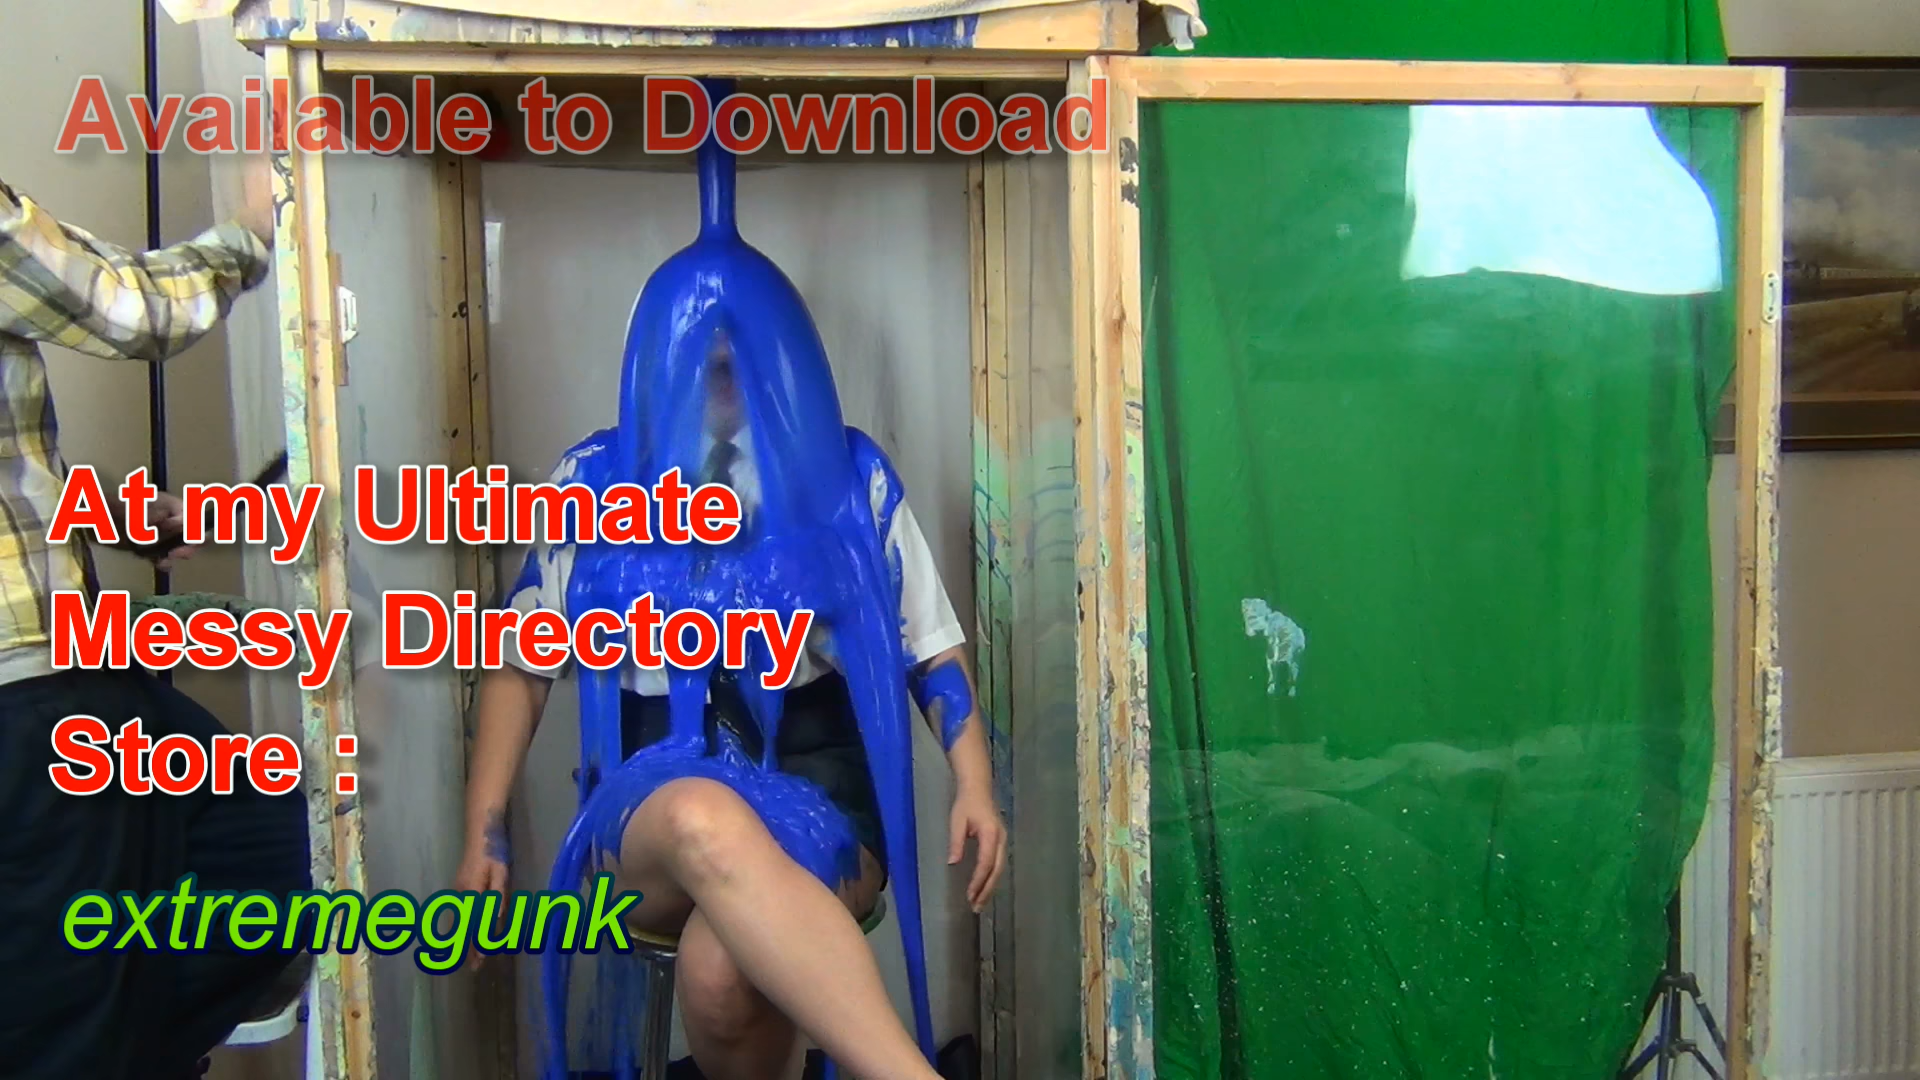 Available to Download
At my Ultimate
Messy Directory
Store :
extremegunk